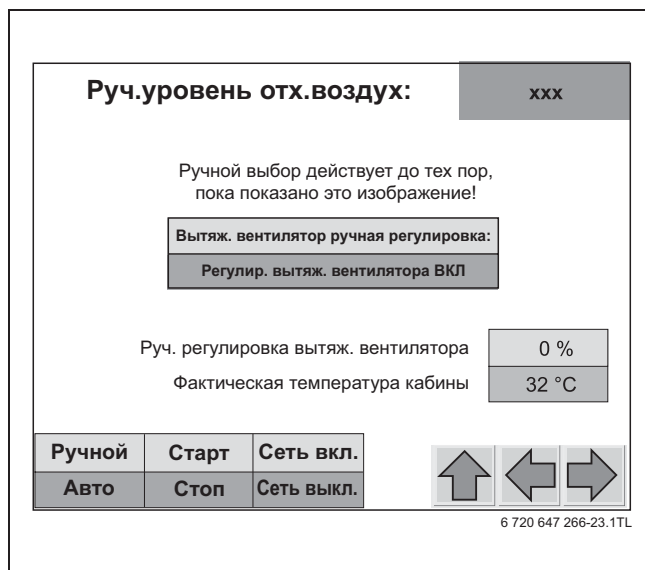 Руч.уровень отх.воздух:
xxx
Ручной выбор действует до тех пор,
пока показано это изображение!
Вытяж. вентилятор ручная регулировка:
Регулир. вытяж. вентилятора ВКЛ
Руч. регулировка вытяж. вентилятора
0 %
Фактическая температура кабины
32 °C
Ручной Старт Сеть вкл.
Авто Стоп Сеть выкл.
6 720 647 266-23.1TL